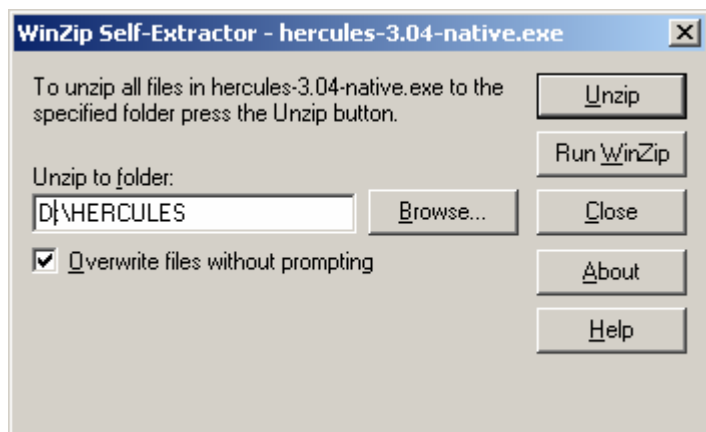 WinZip Self-Extractor - hercules-3.04-native.exe
To unzip all files in hercules-3.04-native.exe to the
specified folder press the Unzip button.
Unzip to folder:
D:\HERCULES
Browse...
Overwrite files without prompting
Unzip
Run WinZip
Close
About
Help